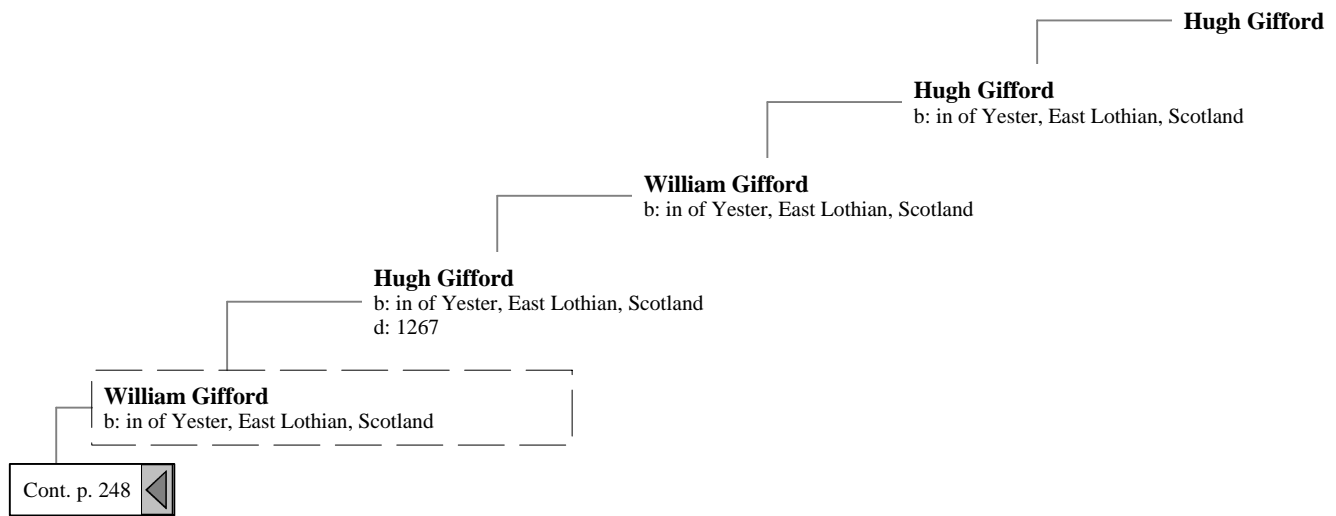 Hugh Gifford
Hugh Gifford
b: in of Yester, East Lothian, Scotland
William Gifford
b: in of Yester, East Lothian, Scotland
Hugh Gifford
b: in of Yester, East Lothian, Scotland
d: 1267
William Gifford
b: in of Yester, East Lothian, Scotland
Cont. p. 248